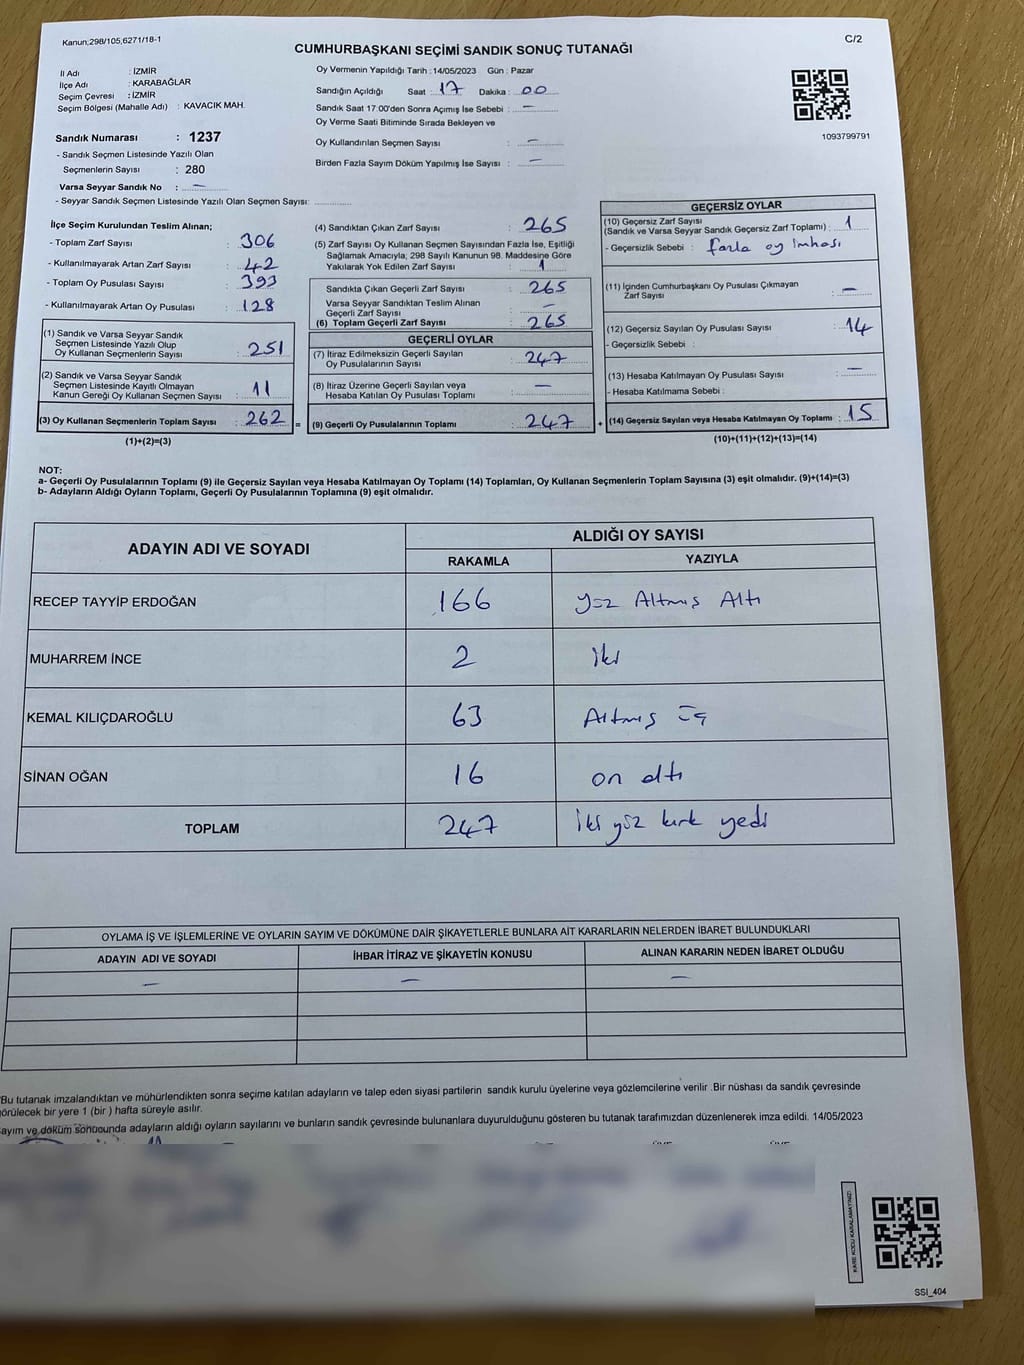 Kanun;298/105,6271/18-1
C/2
CUMHURBAŞKANI SEÇİMİ SANDIK SONUÇ TUTANAĞI
İl Adı : İZMİR
İlçe Adı : KARABAĞLAR
Seçim Çevresi : İZMİR
Seçim Bölgesi (Mahalle Adı) : KAVACIK MAH.
Sandık Numarası : 1237
- Sandık Seçmen Listesinde Yazılı Olan
Seçmenlerin Sayısı : 280
Varsa Seyyar Sandık No : —
- Seyyar Sandık Seçmen Listesinde Yazılı Olan Seçmen Sayısı:
Oy Vermenin Yapıldığı Tarih :14/05/2023 Gün : Pazar
Sandığın Açıldığı Saat : 17 Dakika : 00
Sandık Saat 17:00'den Sonra Açımış İse Sebebi : —
Oy Verme Saati Bitiminde Sırada Bekleyen ve
Oy Kullandırılan Seçmen Sayısı : —
Birden Fazla Sayım Döküm Yapılmış İse Sayısı : —
1093799791
İlçe Seçim Kurulundan Teslim Alınan;
- Toplam Zarf Sayısı : 306
- Kullanılmayarak Artan Zarf Sayısı : 42
- Toplam Oy Pusulası Sayısı : 393
- Kullanılmayarak Artan Oy Pusulası : 128
(1) Sandık ve Varsa Seyyar Sandık
Seçmen Listesinde Yazılı Olup
Oy Kullanan Seçmenlerin Sayısı : 251
(2) Sandık ve Varsa Seyyar Sandık
Seçmen Listesinde Kayıtlı Olmayan
Kanun Gereği Oy Kullanan Seçmen Sayısı : 11
(3) Oy Kullanan Seçmenlerin Toplam Sayısı : 262
(1)+(2)=(3)
(4) Sandıktan Çıkan Zarf Sayısı : 265
(5) Zarf Sayısı Oy Kullanan Seçmen Sayısından Fazla İse, Eşitliği
Sağlamak Amacıyla; 298 Sayılı Kanunun 98. Maddesine Göre
Yakılarak Yok Edilen Zarf Sayısı : 1
Sandıkta Çıkan Geçerli Zarf Sayısı : 265
Varsa Seyyar Sandıktan Teslim Alınan
Geçerli Zarf Sayısı : —
(6) Toplam Geçerli Zarf Sayısı : 265
GEÇERLİ OYLAR
(7) İtiraz Edilmeksizin Geçerli Sayılan
Oy Pusulalarının Sayısı : 247
(8) İtiraz Üzerine Geçerli Sayılan veya
Hesaba Katılan Oy Pusulası Toplamı : —
= (9) Geçerli Oy Pusulalarının Toplamı : 247 +
GEÇERSİZ OYLAR
(10) Geçersiz Zarf Sayısı
(Sandık ve Varsa Seyyar Sandık Geçersiz Zarf Toplamı) : 1
- Geçersizlik Sebebi : fazla oy imhası
(11) İçinden Cumhurbaşkanı Oy Pusulası Çıkmayan
Zarf Sayısı : —
(12) Geçersiz Sayılan Oy Pusulası Sayısı : 14
- Geçersizlik Sebebi :
(13) Hesaba Katılmayan Oy Pusulası Sayısı : —
- Hesaba Katılmama Sebebi :
(14) Geçersiz Sayılan veya Hesaba Katılmayan Oy Toplamı : 15
(10)+(11)+(12)+(13)=(14)
NOT:
a- Geçerli Oy Pusulalarının Toplamı (9) ile Geçersiz Sayılan veya Hesaba Katılmayan Oy Toplamı (14) Toplamları, Oy Kullanan Seçmenlerin Toplam Sayısına (3) eşit olmalıdır. (9)+(14)=(3)
b- Adayların Aldığı Oyların Toplamı, Geçerli Oy Pusulalarının Toplamına (9) eşit olmalıdır.
ADAYIN ADI VE SOYADI
ALDIĞI OY SAYISI
RAKAMLA YAZIYLA
RECEP TAYYİP ERDOĞAN 166 yüz Altmış Altı
MUHARREM İNCE 2 iki
KEMAL KILIÇDAROĞLU 63 Altmış üç
SİNAN OĞAN 16 on altı
TOPLAM 247 iki yüz kırk yedi
OYLAMA İŞ VE İŞLEMLERİNE VE OYLARIN SAYIM VE DÖKÜMÜNE DAİR ŞİKAYETLERLE BUNLARA AİT KARARLARIN NELERDEN İBARET BULUNDUKLARI
ADAYIN ADI VE SOYADI İHBAR İTİRAZ VE ŞİKAYETİN KONUSU ALINAN KARARIN NEDEN İBARET OLDUĞU
— — —
Bu tutanak imzalandıktan ve mühürlendikten sonra seçime katılan adayların ve talep eden siyasi partilerin sandık kurulu üyelerine veya gözlemcilerine verilir .Bir nüshası da sandık çevresinde
görülecek bir yere 1 (bir ) hafta süreyle asılır.
ayım ve döküm sonucunda adayların aldığı oyların sayılarını ve bunların sandık çevresinde bulunanlara duyurulduğunu gösteren bu tutanak tarafımızdan düzenlenerek imza edildi. 14/05/2023
KARE KODU KARALAMAYINIZ!
SSI_404